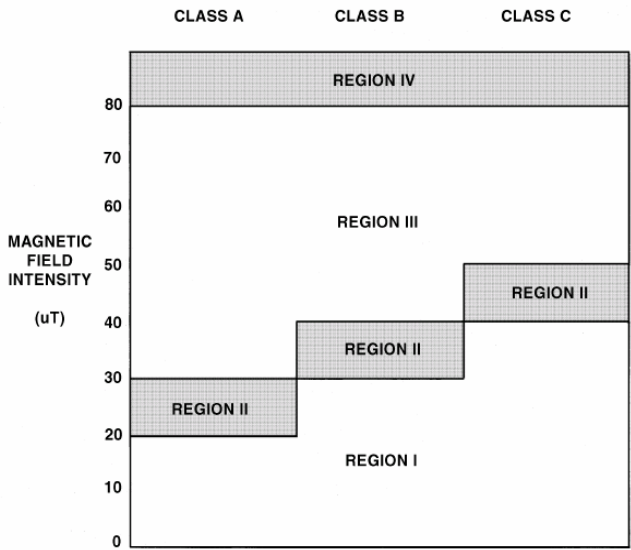 CLASS A CLASS B CLASS C
REGION IV
80
70
60
REGION III
MAGNETIC
FIELD
INTENSITY
(uT)
50
REGION II
40
REGION II
30
REGION II
20
REGION I
10
0